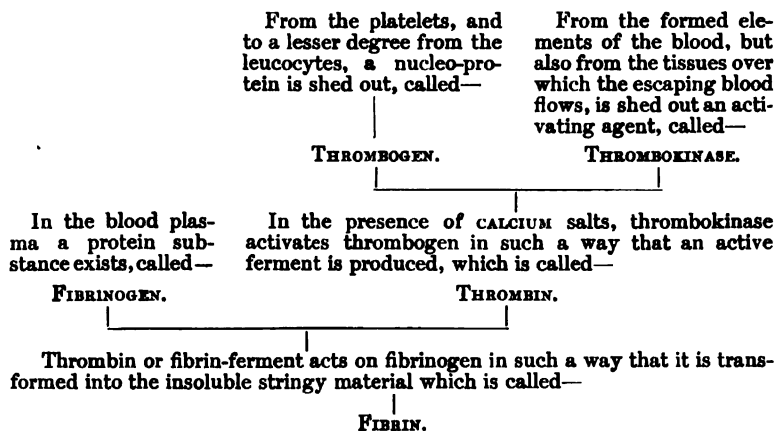 From the platelets, and
to a lesser degree from the
leucocytes, a nucleo-pro-
tein is shed out, called—
THROMBOGEN.
From the formed ele-
ments of the blood, but
also from the tissues over
which the escaping blood
flows, is shed out an acti-
vating agent, called—
THROMBOKINASE.
In the blood plas-
ma a protein sub-
stance exists, called—
FIBRINOGEN.
In the presence of CALCIUM salts, thrombokinase
activates thrombogen in such a way that an active
ferment is produced, which is called—
THROMBIN.
Thrombin or fibrin-ferment acts on fibrinogen in such a way that it is trans-
formed into the insoluble stringy material which is called—
FIBRIN.